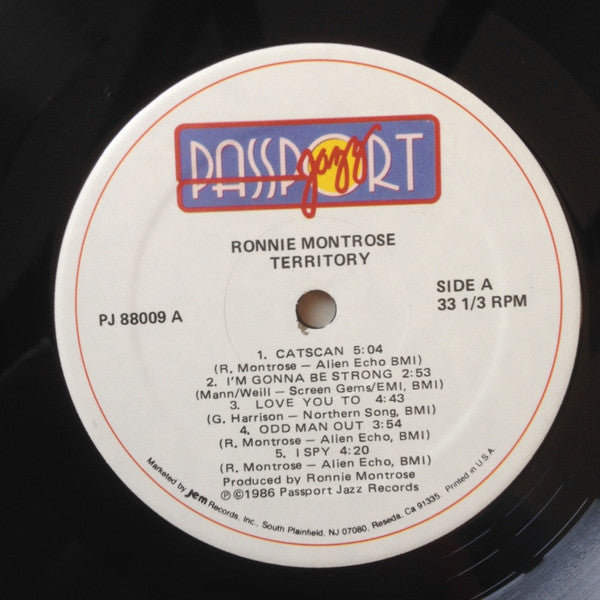 PASSPORT
Jazz
RONNIE MONTROSE
TERRITORY
SIDE A
PJ 88009 A
33 1/3 RPM
1. CATSCAN 5:04
(R. Montrose – Alien Echo BMI)
2. I'M GONNA BE STRONG 2:53
(Mann/Weill – Screen Gems/EMI, BMI)
3. LOVE YOU TO 4:43
(G. Harrison – Northern Song, BMI)
4. ODD MAN OUT 3:54
(R. Montrose – Alien Echo, BMI)
5. I SPY 4:20
(R. Montrose – Alien Echo, BMI)
Produced by Ronnie Montrose
℗©1986 Passport Jazz Records
Marketed by jem Records, Inc., South Plainfield, NJ 07080, Reseda, Ca 91335. Printed in U.S.A.